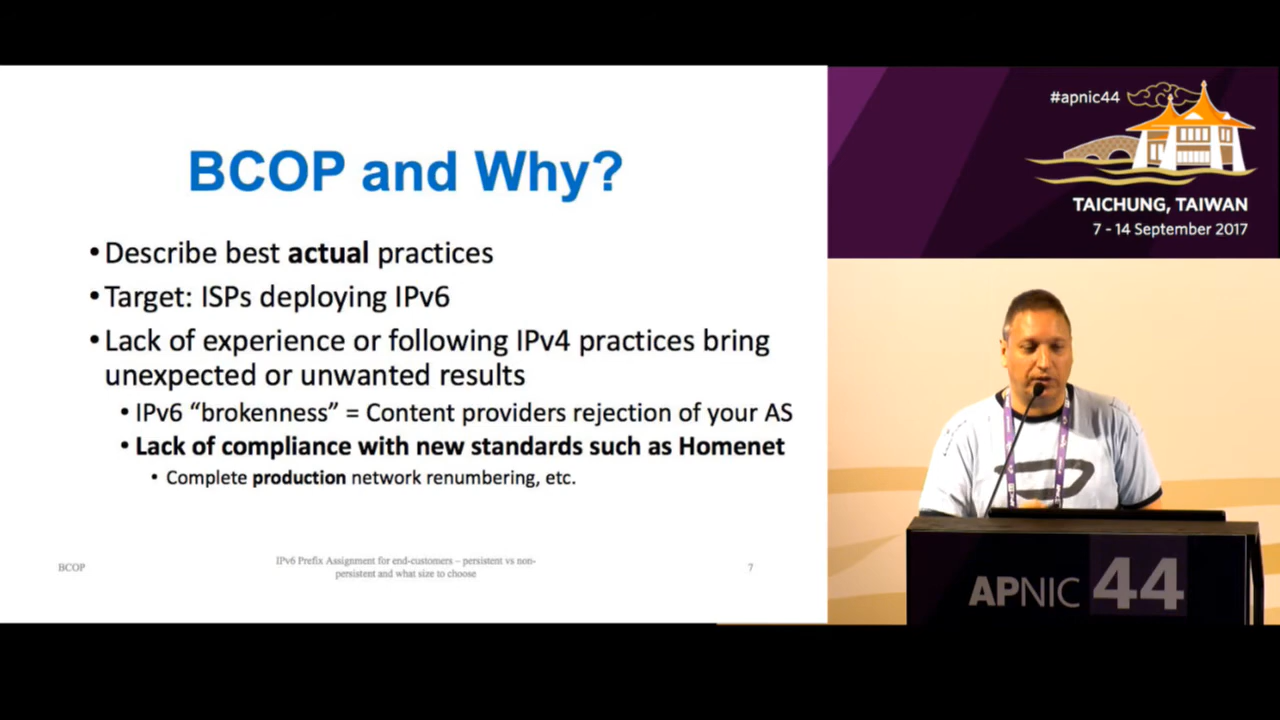 BCOP and Why?
• Describe best actual practices
• Target: ISPs deploying IPv6
• Lack of experience or following IPv4 practices bring
unexpected or unwanted results
• IPv6 “brokenness” = Content providers rejection of your AS
• Lack of compliance with new standards such as Homenet
• Complete production network renumbering, etc.
BCOP
IPv6 Prefix Assignment for end-customers – persistent vs non-
persistent and what size to choose
7
#apnic44
TAICHUNG, TAIWAN
7 - 14 September 2017
APNIC 44